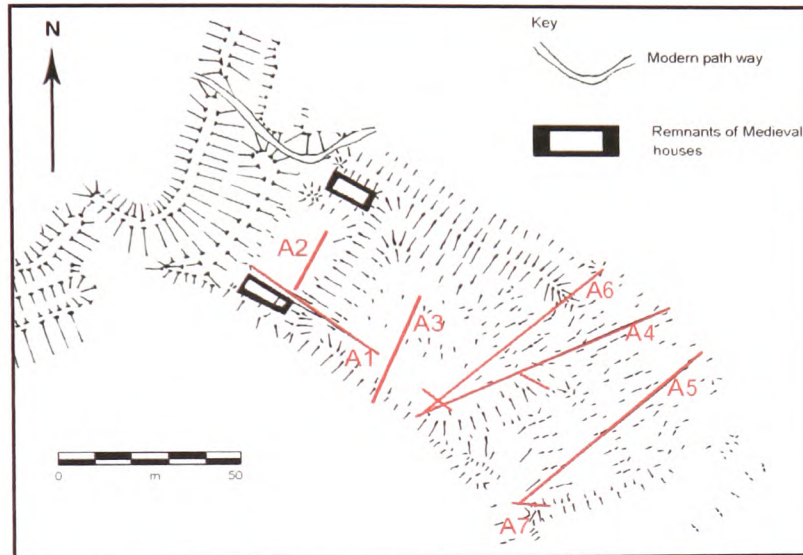 N
Key
Modern path way
Remnants of Medieval
houses
A2
A6
A3
A4
A1
A5
0 m 50
A7